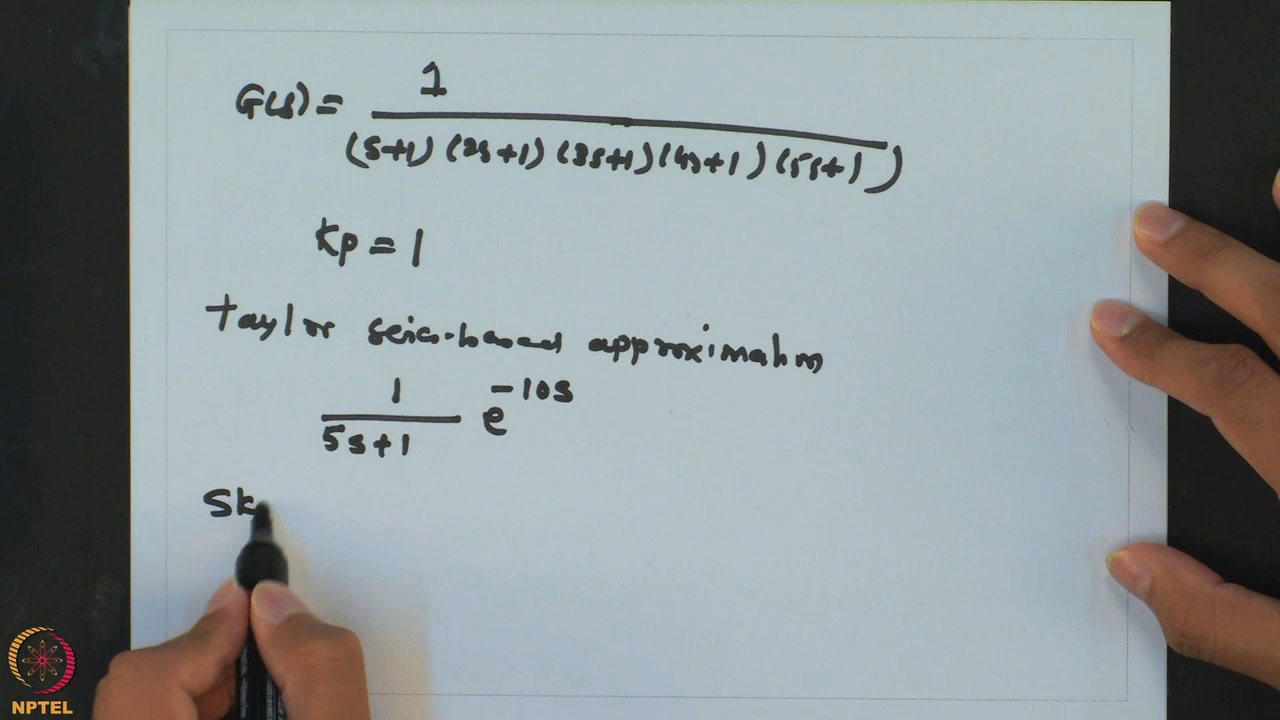 G(s) = 1
(s+1) (2s+1) (3s+1) (4s+1) (5s+1)
Kp = 1
Taylor seies-based approximation
1
5s+1 e^-10s
Sk
NPTEL